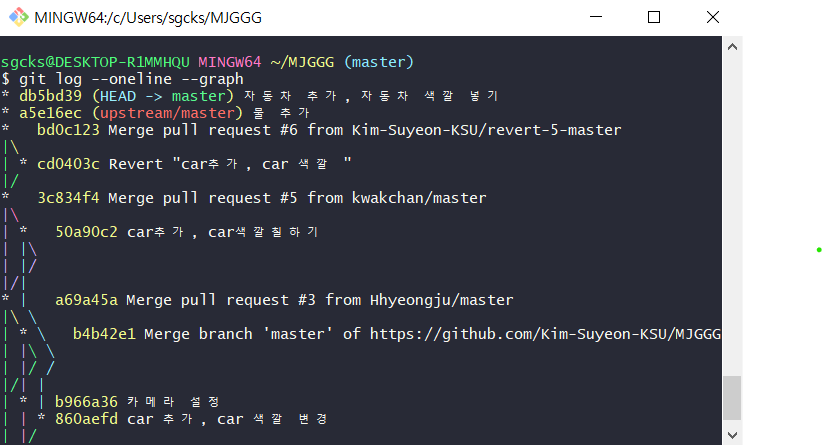 MINGW64:/c/Users/sgcks/MJGGG
sgcks@DESKTOP-R1MMHQU MINGW64 ~/MJGGG (master)
$ git log --oneline --graph
* db5bd39 (HEAD -> master) 자동차 추가, 자동차 색깔 넣기
* a5e16ec (upstream/master) 물 추가
*   bd0c123 Merge pull request #6 from Kim-Suyeon-KSU/revert-5-master
|\
| * cd0403c Revert "car추가, car 색깔 "
|/
*   3c834f4 Merge pull request #5 from kwakchan/master
|\
| *   50a90c2 car추가, car색깔칠하기
| |\
| |/
|/|
* |   a69a45a Merge pull request #3 from Hhyeongju/master
|\ \
| * \   b4b42e1 Merge branch 'master' of https://github.com/Kim-Suyeon-KSU/MJGGG
| |\ \
| |/ /
|/| |
| * | b966a36 카메라 설정
| | * 860aefd car 추가, car 색깔 변경
| |/